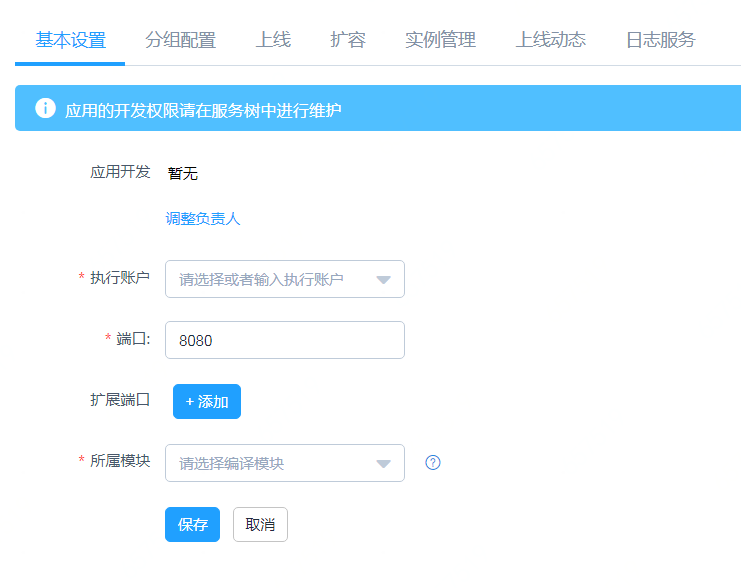 基本设置 分组配置 上线 扩容 实例管理 上线动态 日志服务
应用的开发权限请在服务树中进行维护
应用开发 暂无
调整负责人
* 执行账户 请选择或者输入执行账户
* 端口: 8080
扩展端口 + 添加
* 所属模块 请选择编译模块 ?
保存 取消